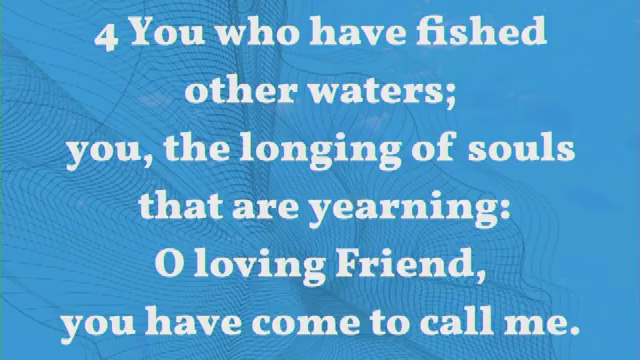 4 You who have fished
other waters;
you, the longing of souls
that are yearning:
O loving Friend,
you have come to call me.